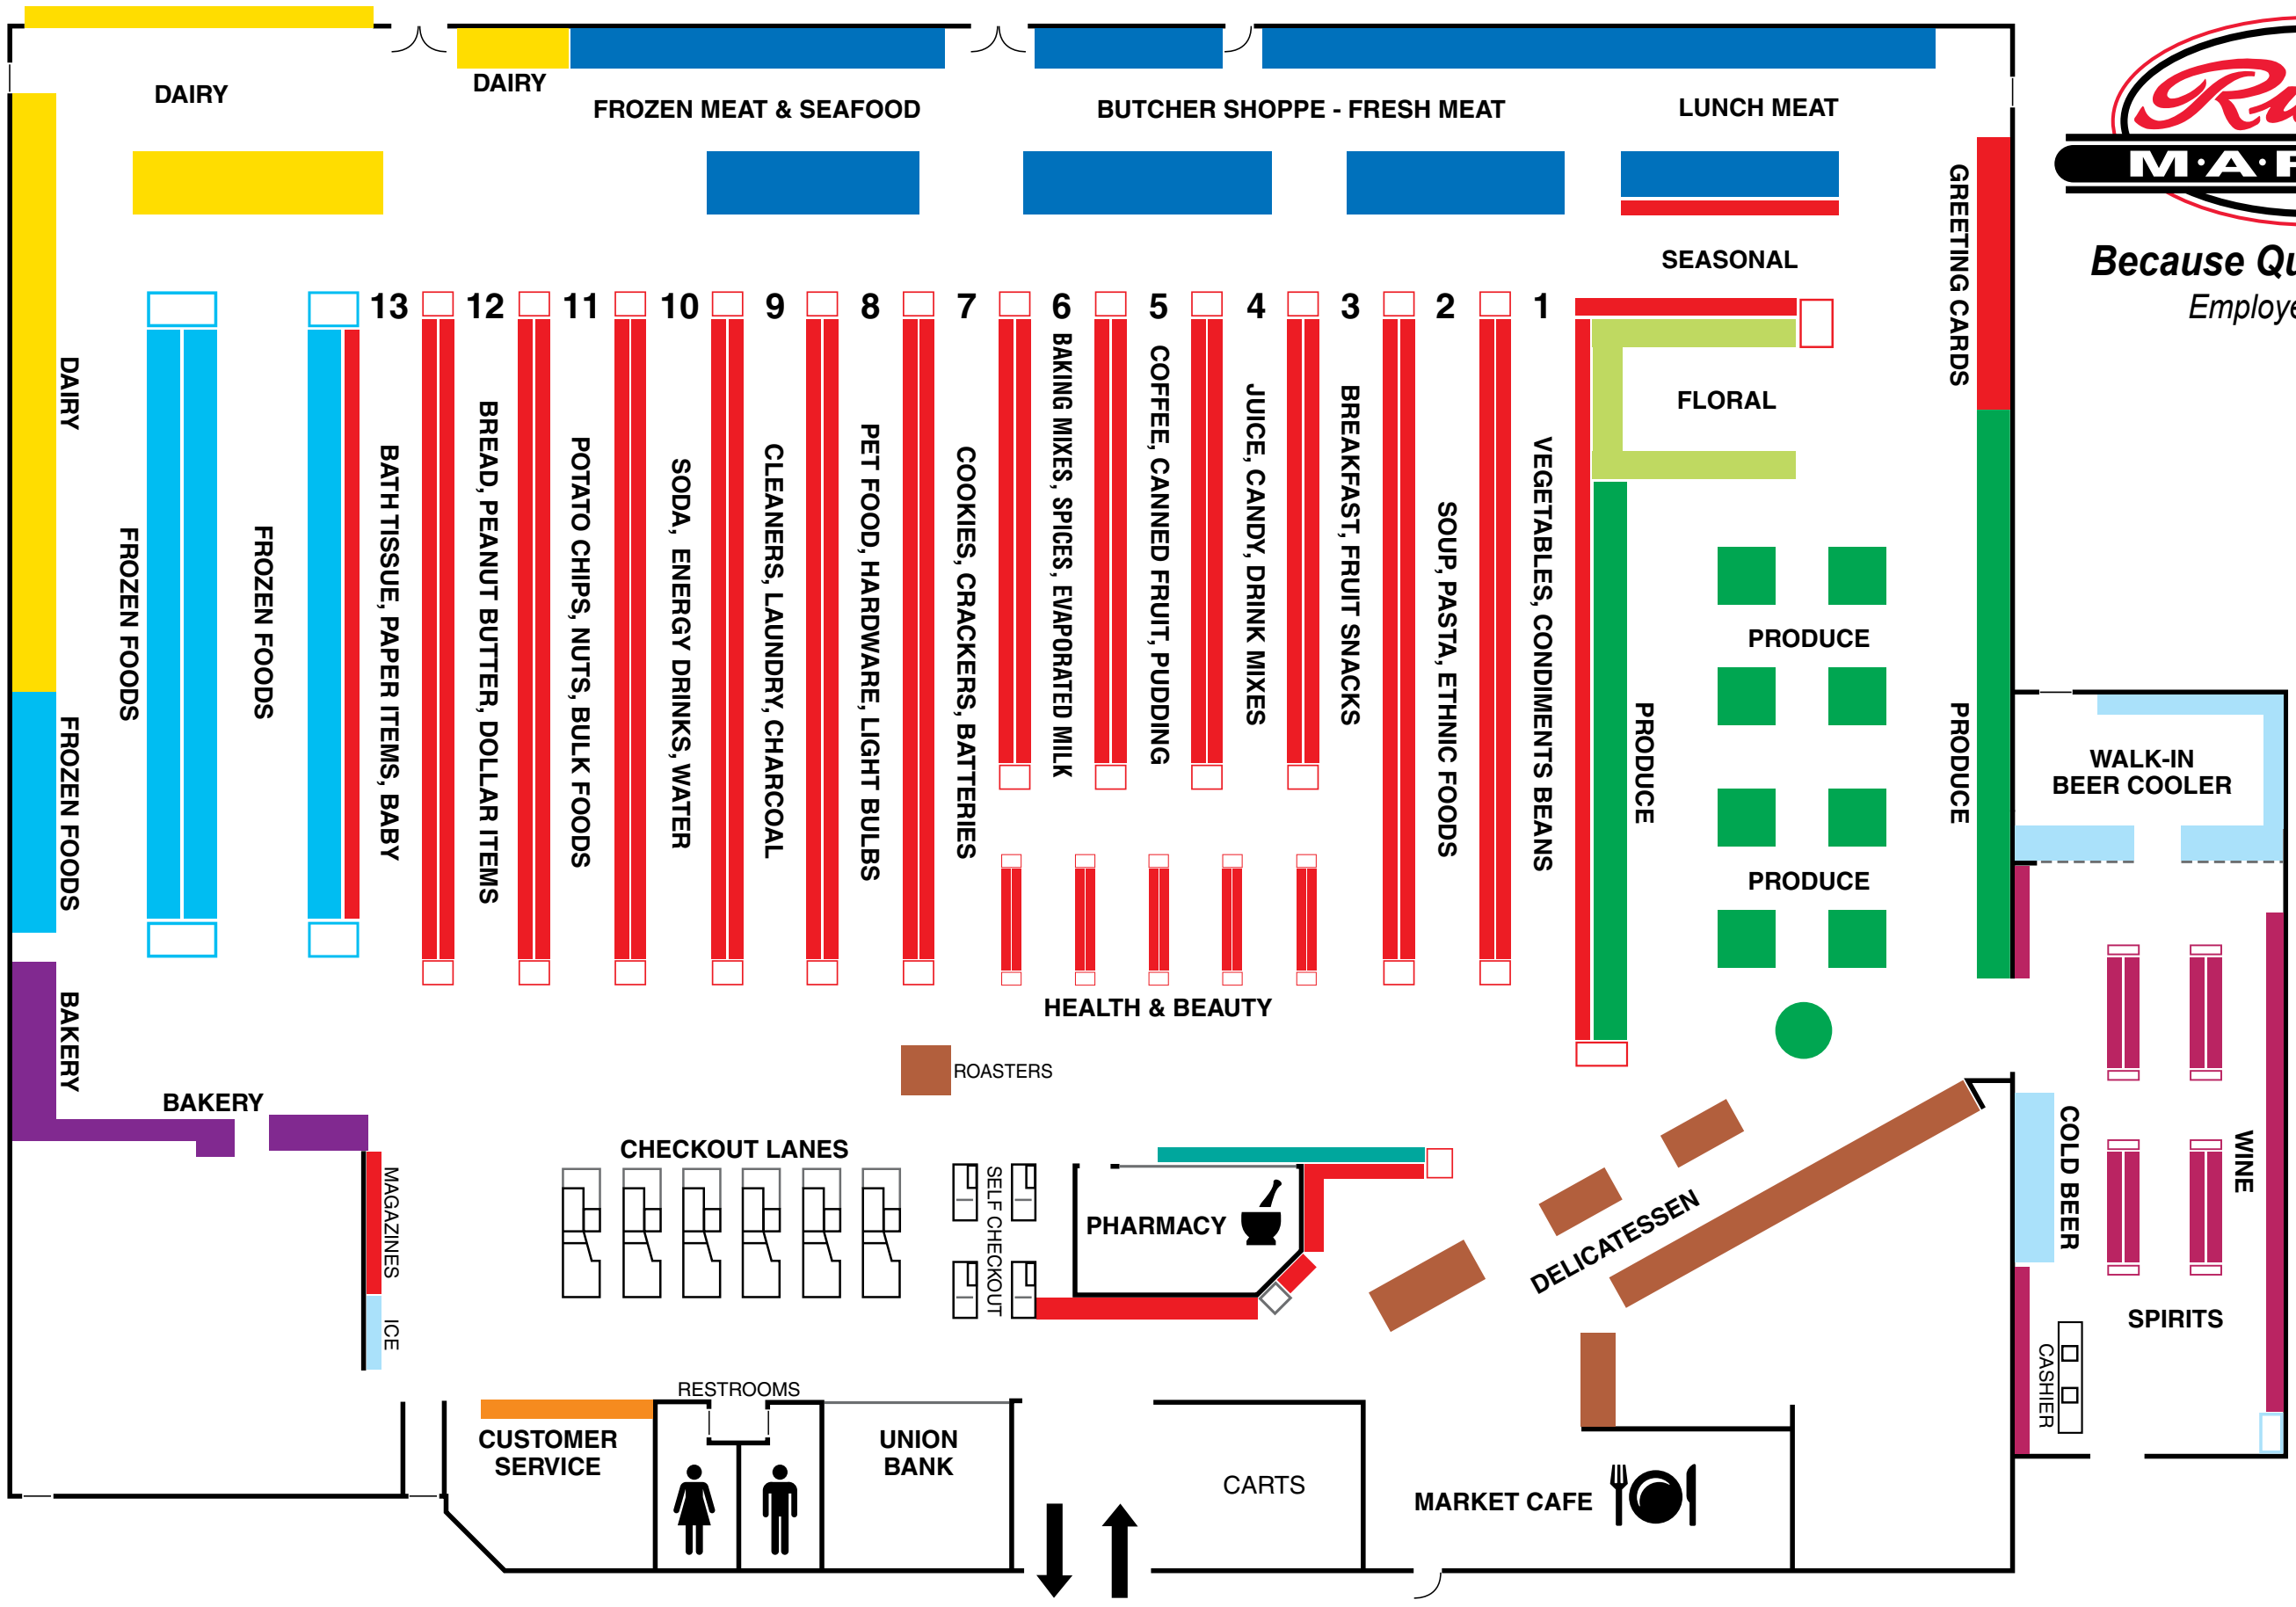 DAIRY
DAIRY
FROZEN MEAT & SEAFOOD
BUTCHER SHOPPE - FRESH MEAT
LUNCH MEAT
GREETING CARDS
M·A·
Because
SEASONAL
13
12
11
10
9
8
7
6
5
4
3
2
1
DAIRY
FROZEN FOODS
FROZEN FOODS
FROZEN FOODS
BATH TISSUE, PAPER ITEMS, BABY
BREAD, PEANUT BUTTER, DOLLAR ITEMS
POTATO CHIPS, NUTS, BULK FOODS
SODA, ENERGY DRINKS, WATER
CLEANERS, LAUNDRY, CHARCOAL
PET FOOD, HARDWARE, LIGHT BULBS
COOKIES, CRACKERS, BATTERIES
BAKING MIXES, SPICES, EVAPORATED MILK
COFFEE, CANNED FRUIT, PUDDING
JUICE, CANDY, DRINK MIXES
BREAKFAST, FRUIT SNACKS
SOUP, PASTA, ETHNIC FOODS
VEGETABLES, CONDIMENTS BEANS
FLORAL
PRODUCE
PRODUCE
PRODUCE
PRODUCE
WALK-IN
BEER COOLER
HEALTH & BEAUTY
BAKERY
BAKERY
ROASTERS
CHECKOUT LANES
SELF CHECKOUT
PHARMACY
DELICATESSEN
COLD BEER
WINE
SPIRITS
CASHIER
MAGAZINES
ICE
RESTROOMS
CUSTOMER
SERVICE
UNION
BANK
CARTS
MARKET CAFE